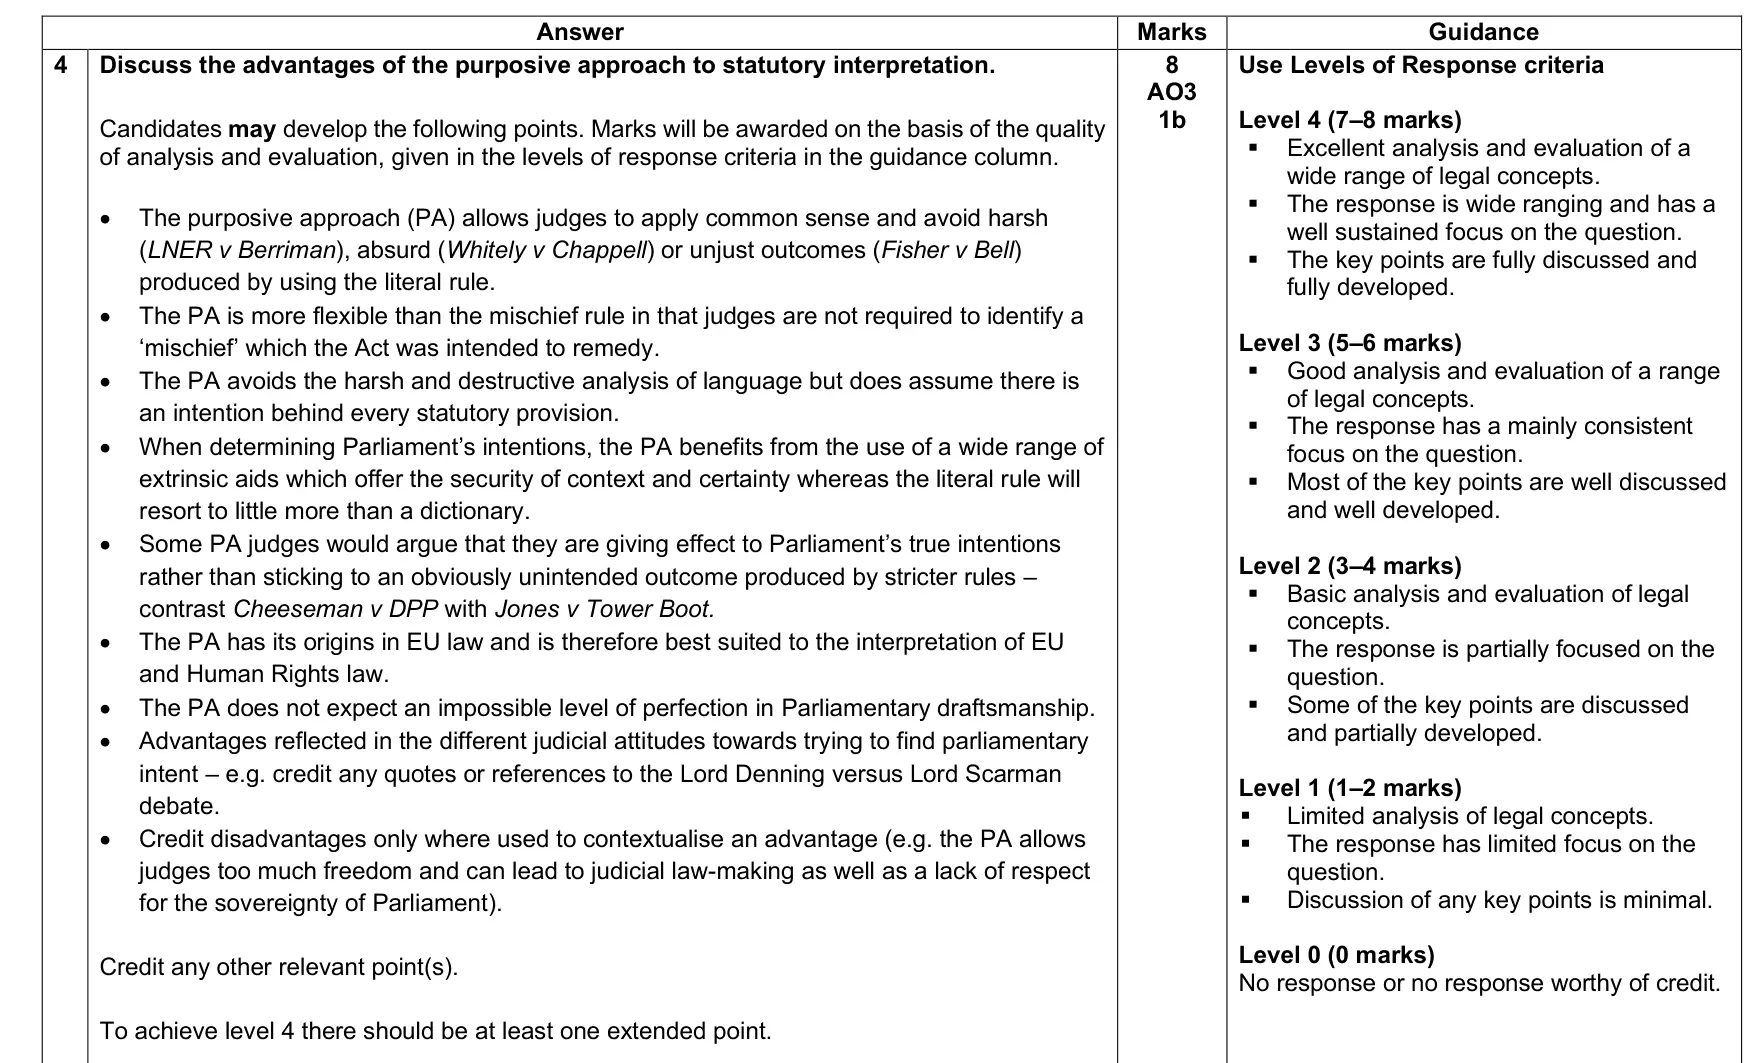 Answer Marks Guidance
4 Discuss the advantages of the purposive approach to statutory interpretation.
Candidates may develop the following points. Marks will be awarded on the basis of the quality
of analysis and evaluation, given in the levels of response criteria in the guidance column.
• The purposive approach (PA) allows judges to apply common sense and avoid harsh
(LNER v Berriman), absurd (Whitely v Chappell) or unjust outcomes (Fisher v Bell)
produced by using the literal rule.
• The PA is more flexible than the mischief rule in that judges are not required to identify a
‘mischief’ which the Act was intended to remedy.
• The PA avoids the harsh and destructive analysis of language but does assume there is
an intention behind every statutory provision.
• When determining Parliament’s intentions, the PA benefits from the use of a wide range of
extrinsic aids which offer the security of context and certainty whereas the literal rule will
resort to little more than a dictionary.
• Some PA judges would argue that they are giving effect to Parliament’s true intentions
rather than sticking to an obviously unintended outcome produced by stricter rules –
contrast Cheeseman v DPP with Jones v Tower Boot.
• The PA has its origins in EU law and is therefore best suited to the interpretation of EU
and Human Rights law.
• The PA does not expect an impossible level of perfection in Parliamentary draftsmanship.
• Advantages reflected in the different judicial attitudes towards trying to find parliamentary
intent – e.g. credit any quotes or references to the Lord Denning versus Lord Scarman
debate.
• Credit disadvantages only where used to contextualise an advantage (e.g. the PA allows
judges too much freedom and can lead to judicial law-making as well as a lack of respect
for the sovereignty of Parliament).
Credit any other relevant point(s).
To achieve level 4 there should be at least one extended point.
8
AO3
1b
Use Levels of Response criteria
Level 4 (7–8 marks)
▪ Excellent analysis and evaluation of a
wide range of legal concepts.
▪ The response is wide ranging and has a
well sustained focus on the question.
▪ The key points are fully discussed and
fully developed.
Level 3 (5–6 marks)
▪ Good analysis and evaluation of a range
of legal concepts.
▪ The response has a mainly consistent
focus on the question.
▪ Most of the key points are well discussed
and well developed.
Level 2 (3–4 marks)
▪ Basic analysis and evaluation of legal
concepts.
▪ The response is partially focused on the
question.
▪ Some of the key points are discussed
and partially developed.
Level 1 (1–2 marks)
▪ Limited analysis of legal concepts.
▪ The response has limited focus on the
question.
▪ Discussion of any key points is minimal.
Level 0 (0 marks)
No response or no response worthy of credit.